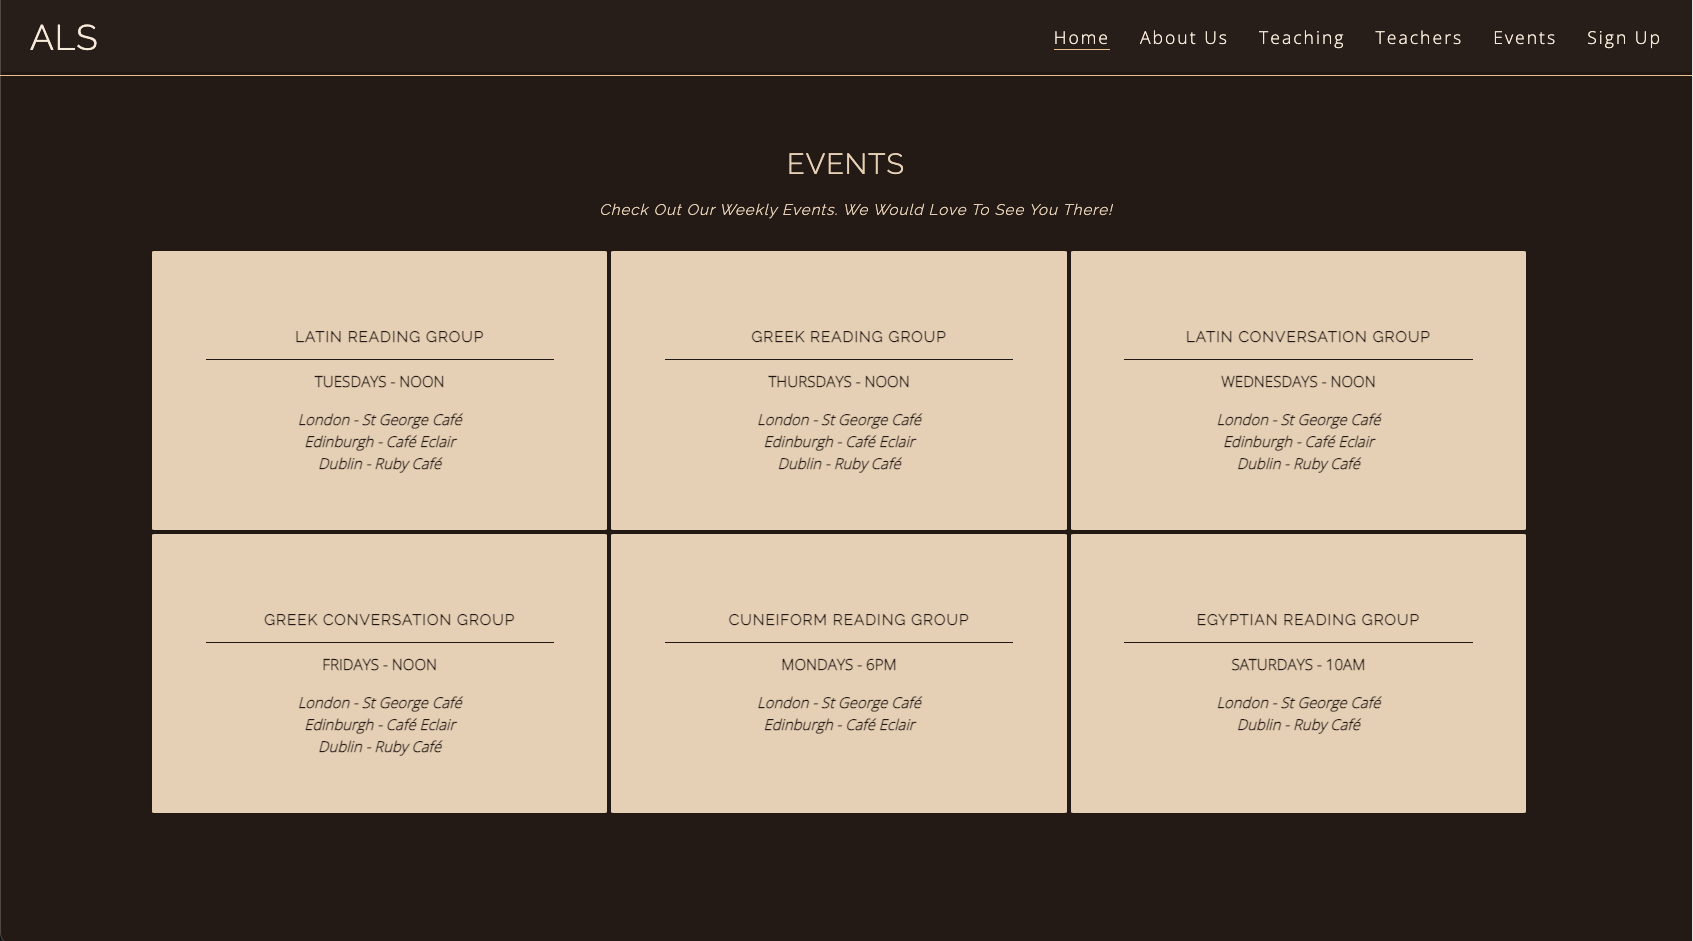 ALS
Home About Us Teaching Teachers Events Sign Up
EVENTS
Check Out Our Weekly Events. We Would Love To See You There!
LATIN READING GROUP
TUESDAYS - NOON
London - St George Café
Edinburgh - Café Eclair
Dublin - Ruby Café
GREEK READING GROUP
THURSDAYS - NOON
London - St George Café
Edinburgh - Café Eclair
Dublin - Ruby Café
LATIN CONVERSATION GROUP
WEDNESDAYS - NOON
London - St George Café
Edinburgh - Café Eclair
Dublin - Ruby Café
GREEK CONVERSATION GROUP
FRIDAYS - NOON
London - St George Café
Edinburgh - Café Eclair
Dublin - Ruby Café
CUNEIFORM READING GROUP
MONDAYS - 6PM
London - St George Café
Edinburgh - Café Eclair
EGYPTIAN READING GROUP
SATURDAYS - 10AM
London - St George Café
Dublin - Ruby Café